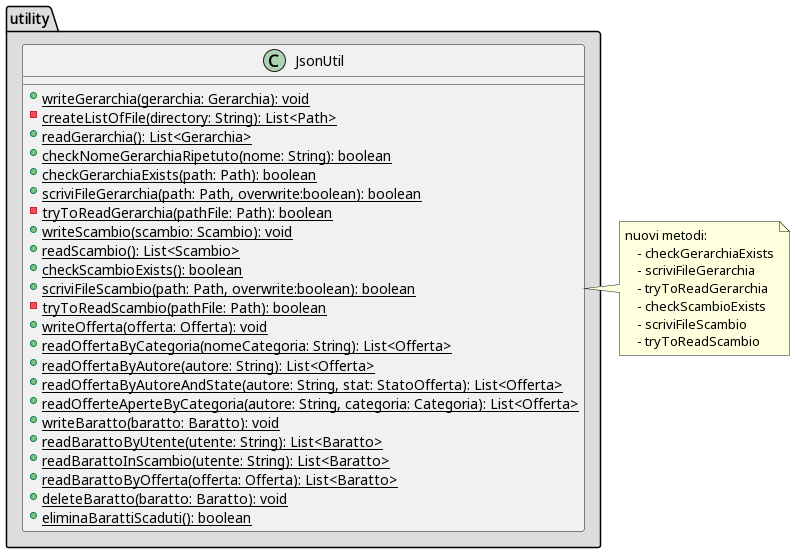 utility
C JsonUtil
writeGerarchia(gerarchia: Gerarchia): void
createListOfFile(directory: String): List<Path>
readGerarchia(): List<Gerarchia>
checkNomeGerarchiaRipetuto(nome: String): boolean
checkGerarchiaExists(path: Path): boolean
scriviFileGerarchia(path: Path, overwrite:boolean): boolean
tryToReadGerarchia(pathFile: Path): boolean
writeScambio(scambio: Scambio): void
readScambio(): List<Scambio>
checkScambioExists(): boolean
scriviFileScambio(path: Path, overwrite:boolean): boolean
tryToReadScambio(pathFile: Path): boolean
writeOfferta(offerta: Offerta): void
readOffertaByCategoria(nomeCategoria: String): List<Offerta>
readOffertaByAutore(autore: String): List<Offerta>
readOffertaByAutoreAndState(autore: String, stat: StatoOfferta): List<Offerta>
readOfferteAperteByCategoria(autore: String, categoria: Categoria): List<Offerta>
writeBaratto(baratto: Baratto): void
readBarattoByUtente(utente: String): List<Baratto>
readBarattoInScambio(utente: String): List<Baratto>
readBarattoByOfferta(offerta: Offerta): List<Baratto>
deleteBaratto(baratto: Baratto): void
eliminaBarattiScaduti(): boolean
nuovi metodi:
- checkGerarchiaExists
- scriviFileGerarchia
- tryToReadGerarchia
- checkScambioExists
- scriviFileScambio
- tryToReadScambio